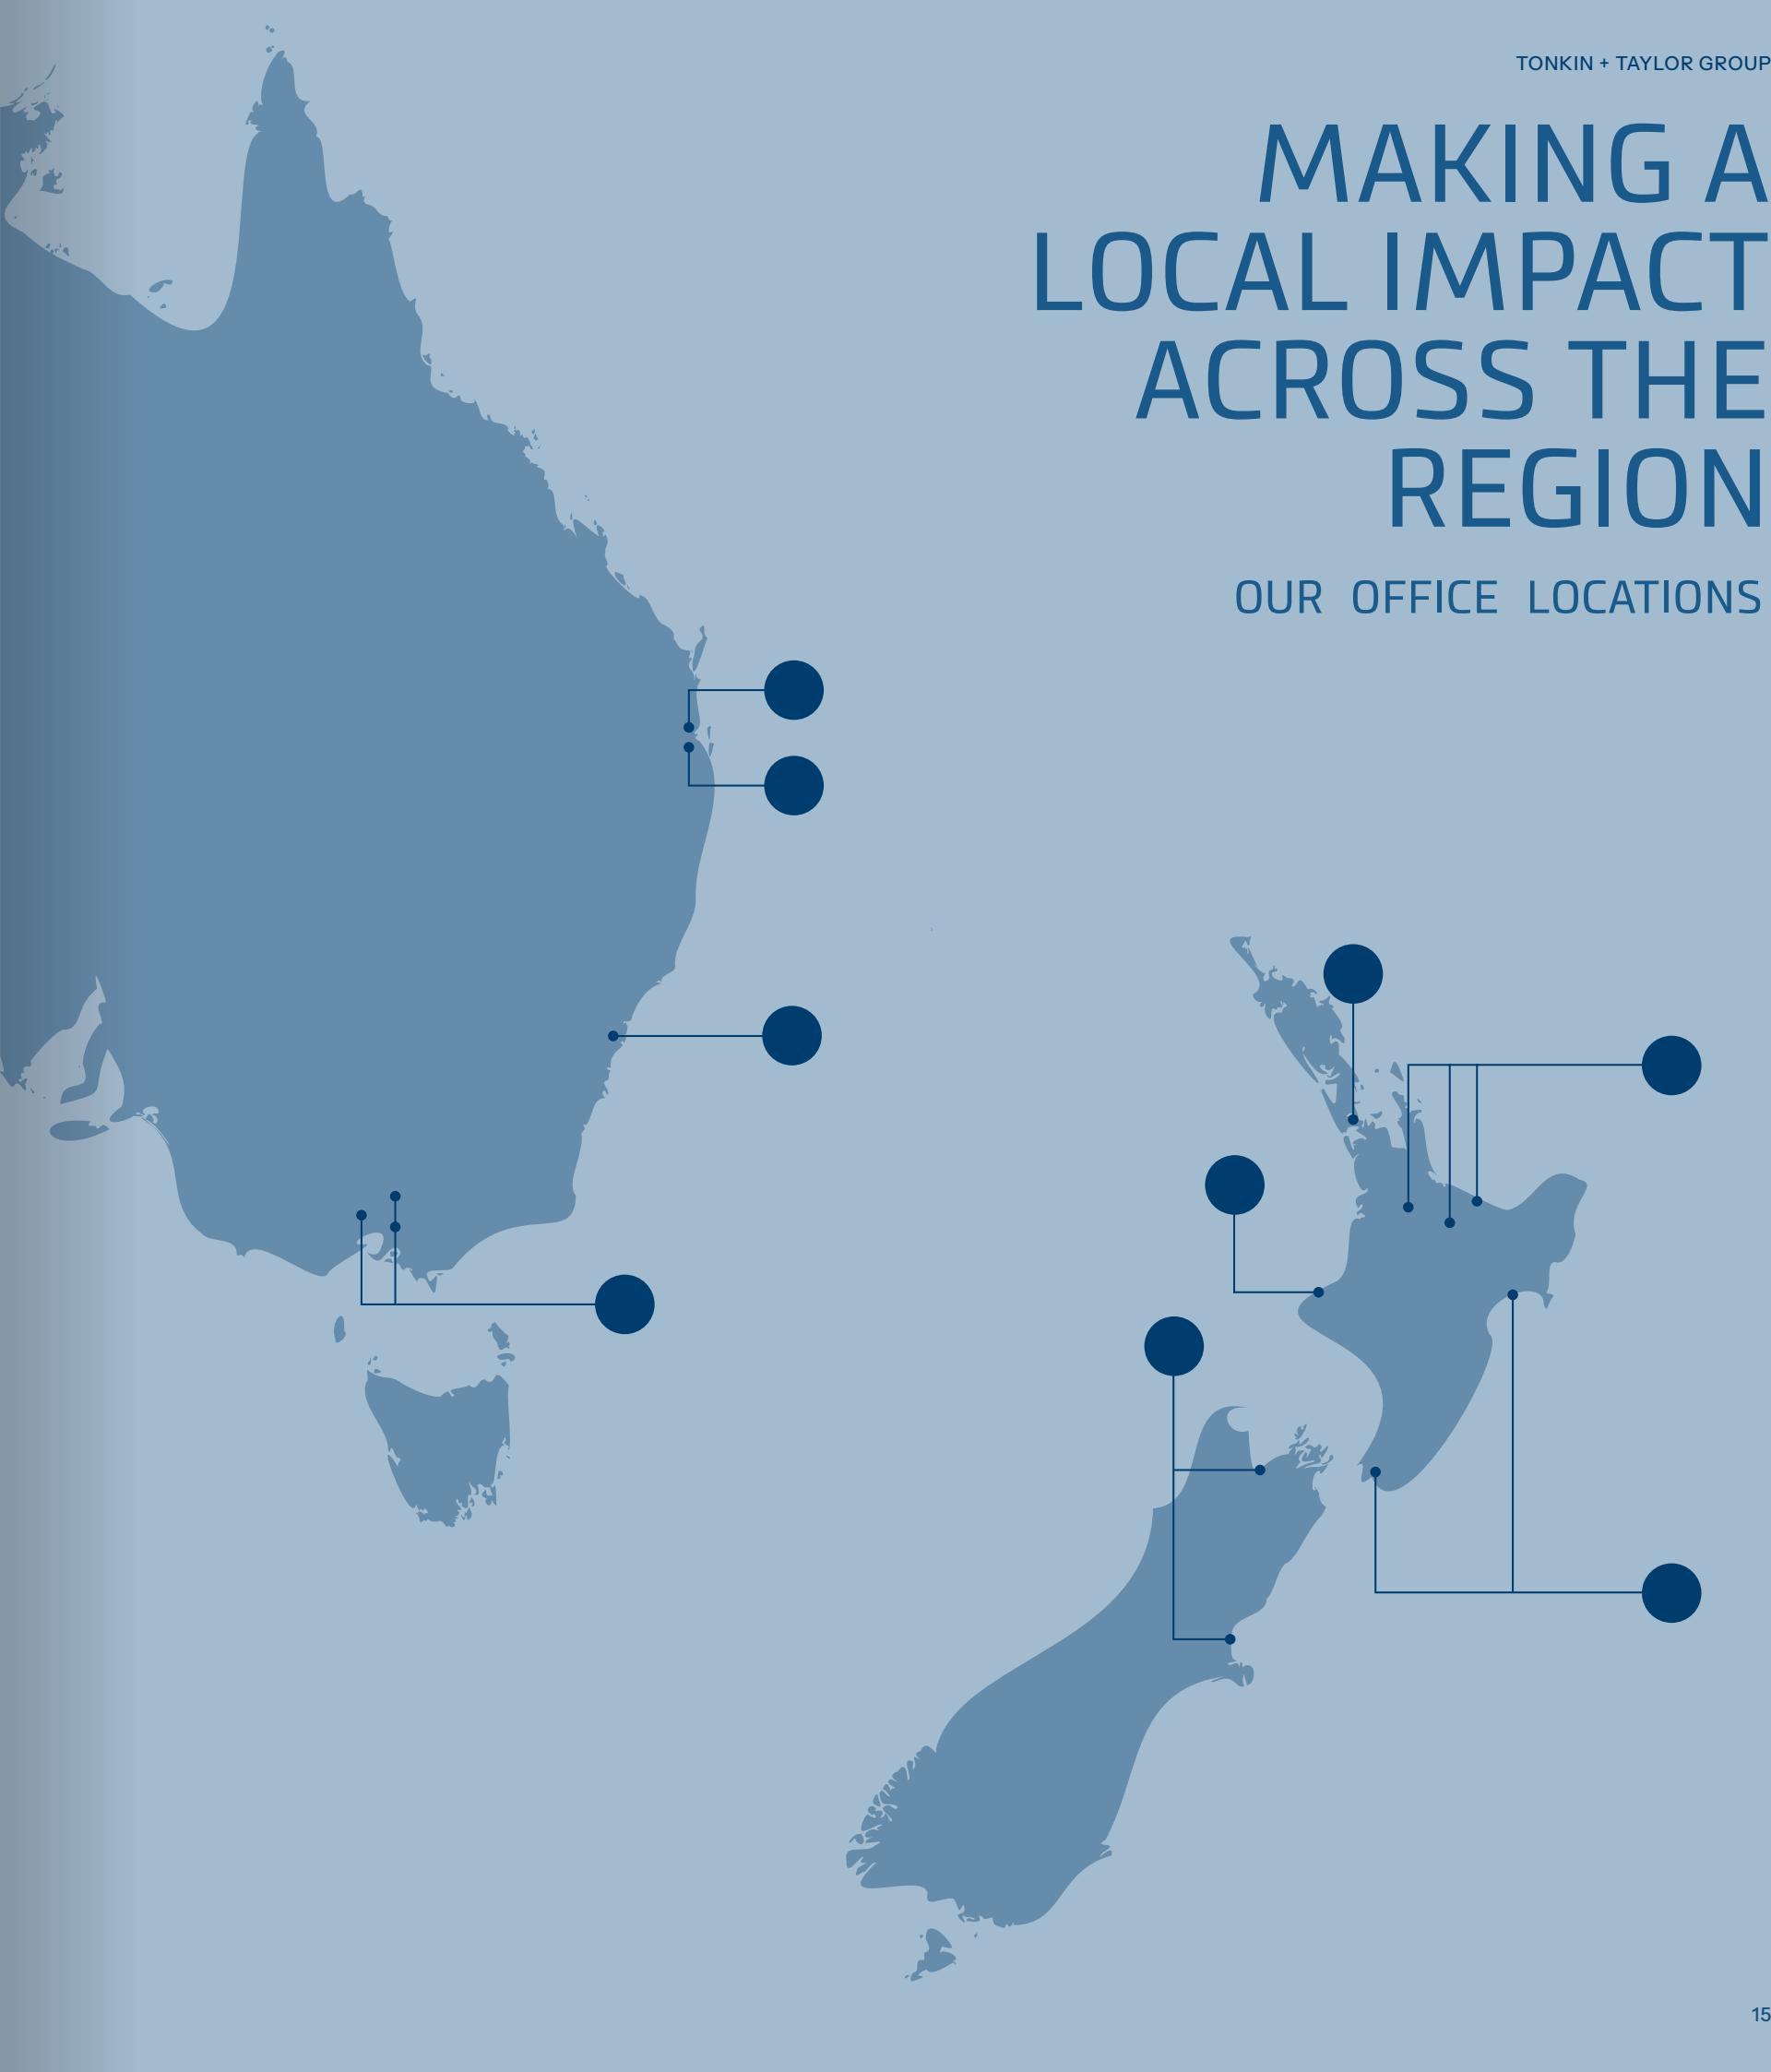 TONKIN + TAYLOR GROUP
MAKING A
LOCAL IMPACT
ACROSS THE
REGION
OUR OFFICE LOCATIONS
15